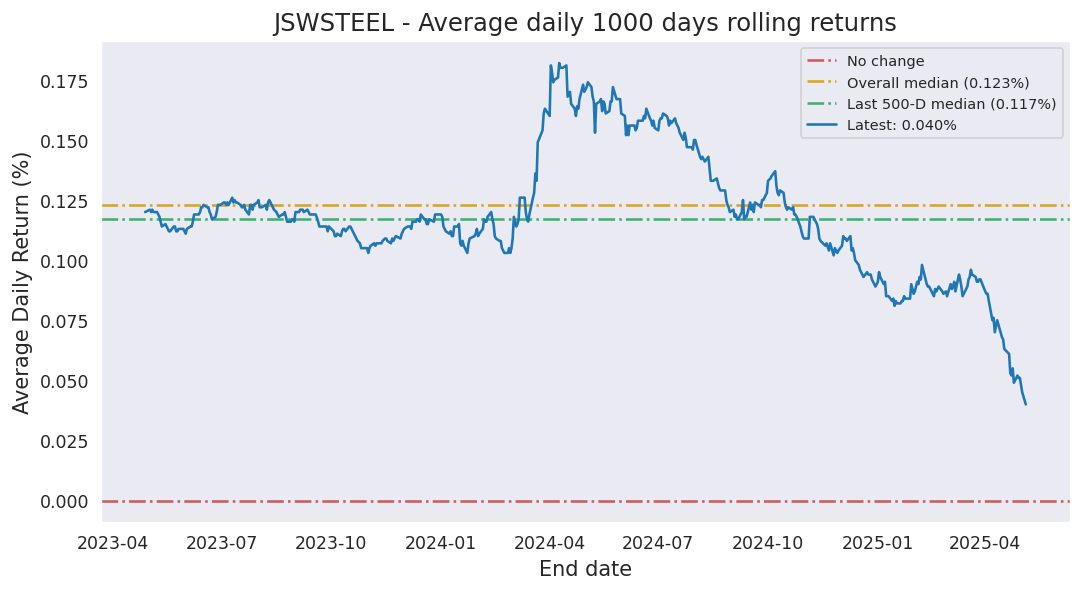 JSWSTEEL - Average daily 1000 days rolling returns
No change
Overall median (0.123%)
Last 500-D median (0.117%)
Latest: 0.040%
Average Daily Return (%)
0.175
0.150
0.125
0.100
0.075
0.050
0.025
0.000
2023-04 2023-07 2023-10 2024-01 2024-04 2024-07 2024-10 2025-01 2025-04
End date